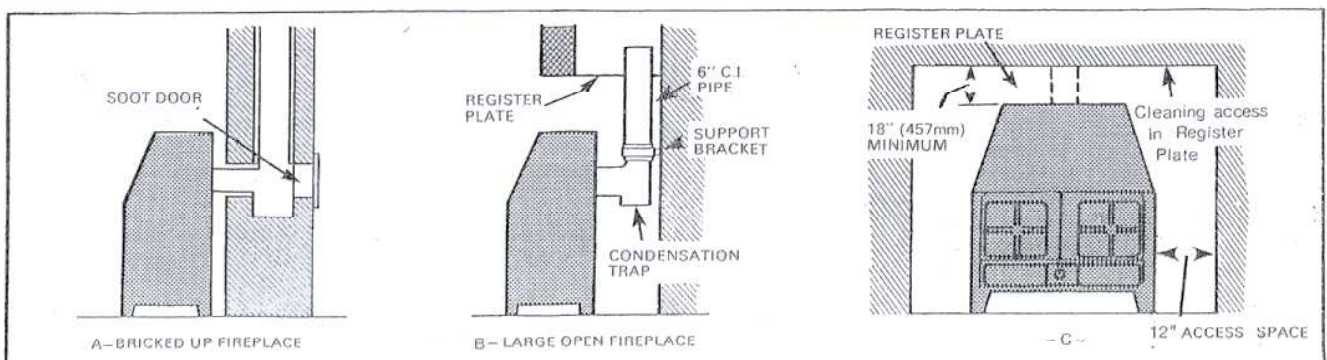 SOOT DOOR
A–BRICKED UP FIREPLACE
REGISTER
PLATE
6" C.I.
PIPE
SUPPORT
BRACKET
CONDENSATION
TRAP
B– LARGE OPEN FIREPLACE
REGISTER PLATE
18" (457mm)
MINIMUM
Cleaning access
in Register
Plate
12" ACCESS SPACE
– C –